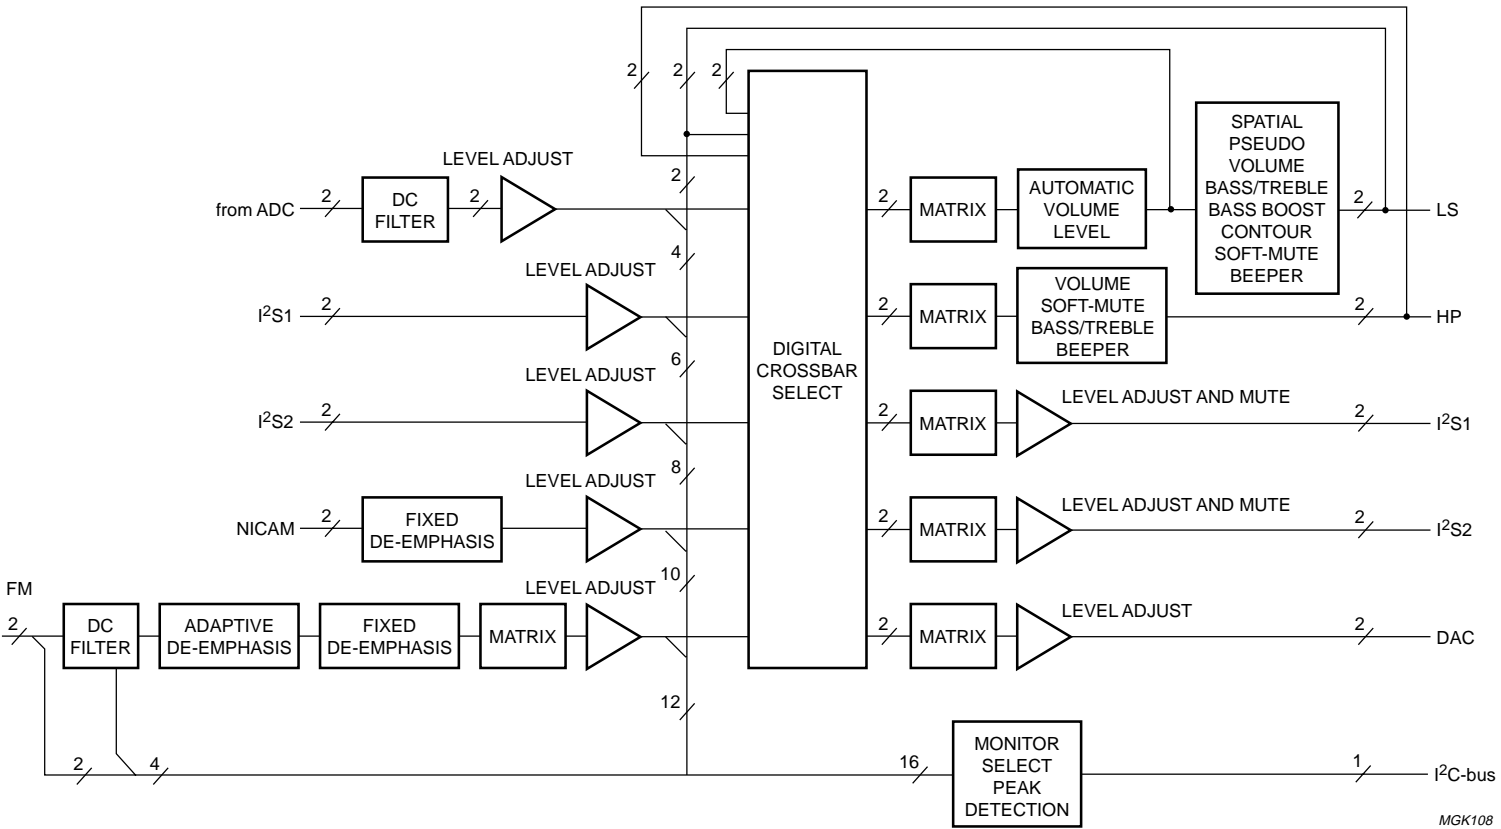 2
2
2
LEVEL ADJUST
2
from ADC
2
DC
FILTER
2
4
LEVEL ADJUST
I²S1
2
6
LEVEL ADJUST
I²S2
2
8
LEVEL ADJUST
NICAM
2
FIXED
DE-EMPHASIS
10
LEVEL ADJUST
FM
2
DC
FILTER
ADAPTIVE
DE-EMPHASIS
FIXED
DE-EMPHASIS
MATRIX
12
2
4
DIGITAL
CROSSBAR
SELECT
2
MATRIX
AUTOMATIC
VOLUME
LEVEL
SPATIAL
PSEUDO
VOLUME
BASS/TREBLE
BASS BOOST
CONTOUR
SOFT-MUTE
BEEPER
2
LS
2
MATRIX
VOLUME
SOFT-MUTE
BASS/TREBLE
BEEPER
2
HP
2
MATRIX
LEVEL ADJUST AND MUTE
2
I²S1
2
MATRIX
LEVEL ADJUST AND MUTE
2
I²S2
2
MATRIX
LEVEL ADJUST
2
DAC
16
MONITOR
SELECT
PEAK
DETECTION
1
I²C-bus
MGK108